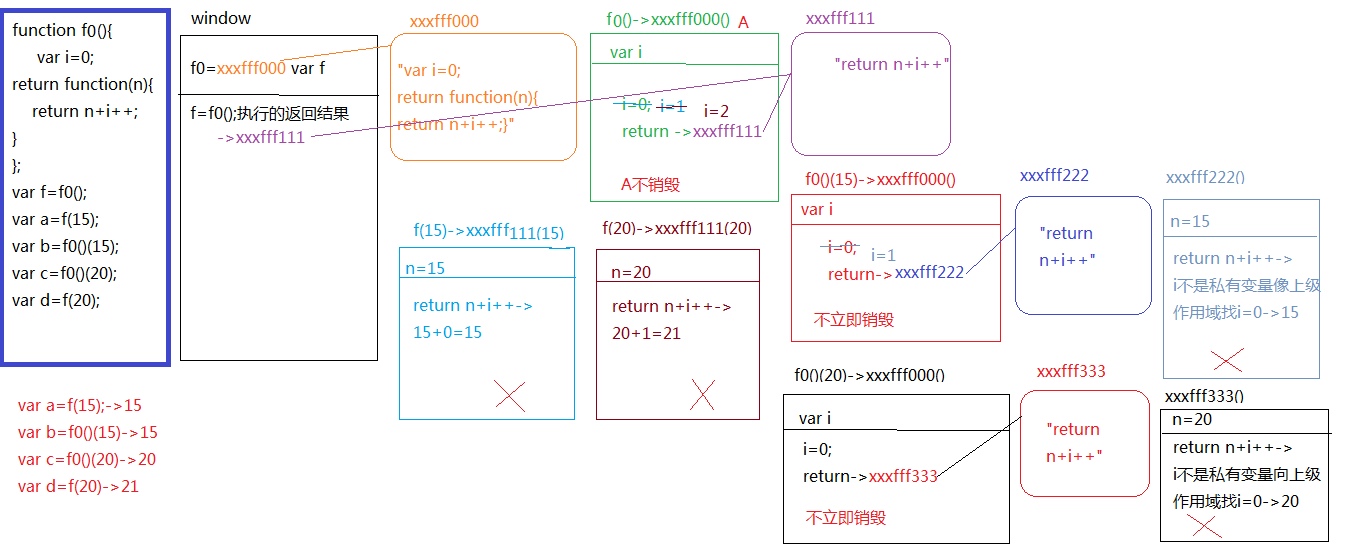 function f0(){
var i=0;
return function(n){
return n+i++;
}
};
var f=f0();
var a=f(15);
var b=f0()(15);
var c=f0()(20);
var d=f(20);
var a=f(15);->15
var b=f0()(15)->15
var c=f0()(20)->20
var d=f(20)->21
window
f0=xxxfff000 var f
f=f0();执行的返回结果
->xxxfff111
xxxfff000
"var i=0;
return function(n){
return n+i++;}"
f0()->xxxfff000() A
var i
i=0; i=1 i=2
return ->xxxfff111
A不销毁
xxxfff111
"return n+i++"
f(15)->xxxfff111(15)
n=15
return n+i++->
15+0=15
f(20)->xxxfff111(20)
n=20
return n+i++->
20+1=21
f0()(15)->xxxfff000()
var i
i=0; i=1
return->xxxfff222
不立即销毁
xxxfff222
"return
n+i++"
xxxfff222()
n=15
return n+i++->
i不是私有变量像上级
作用域找i=0->15
f0()(20)->xxxfff000()
var i
i=0;
return->xxxfff333
不立即销毁
xxxfff333
"return
n+i++"
xxxfff333()
n=20
return n+i++->
i不是私有变量向上级
作用域找i=0->20